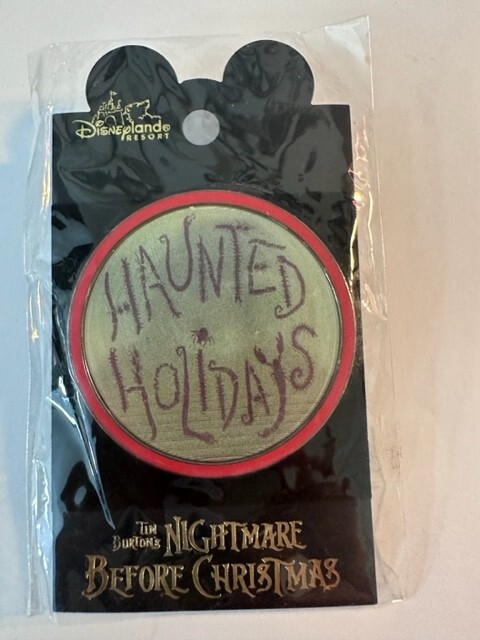 Disneyland®
RESORT
HAUNTED
HOLIDAYS
TIM
BURTON'S NIGHTMARE
BEFORE CHRISTMAS